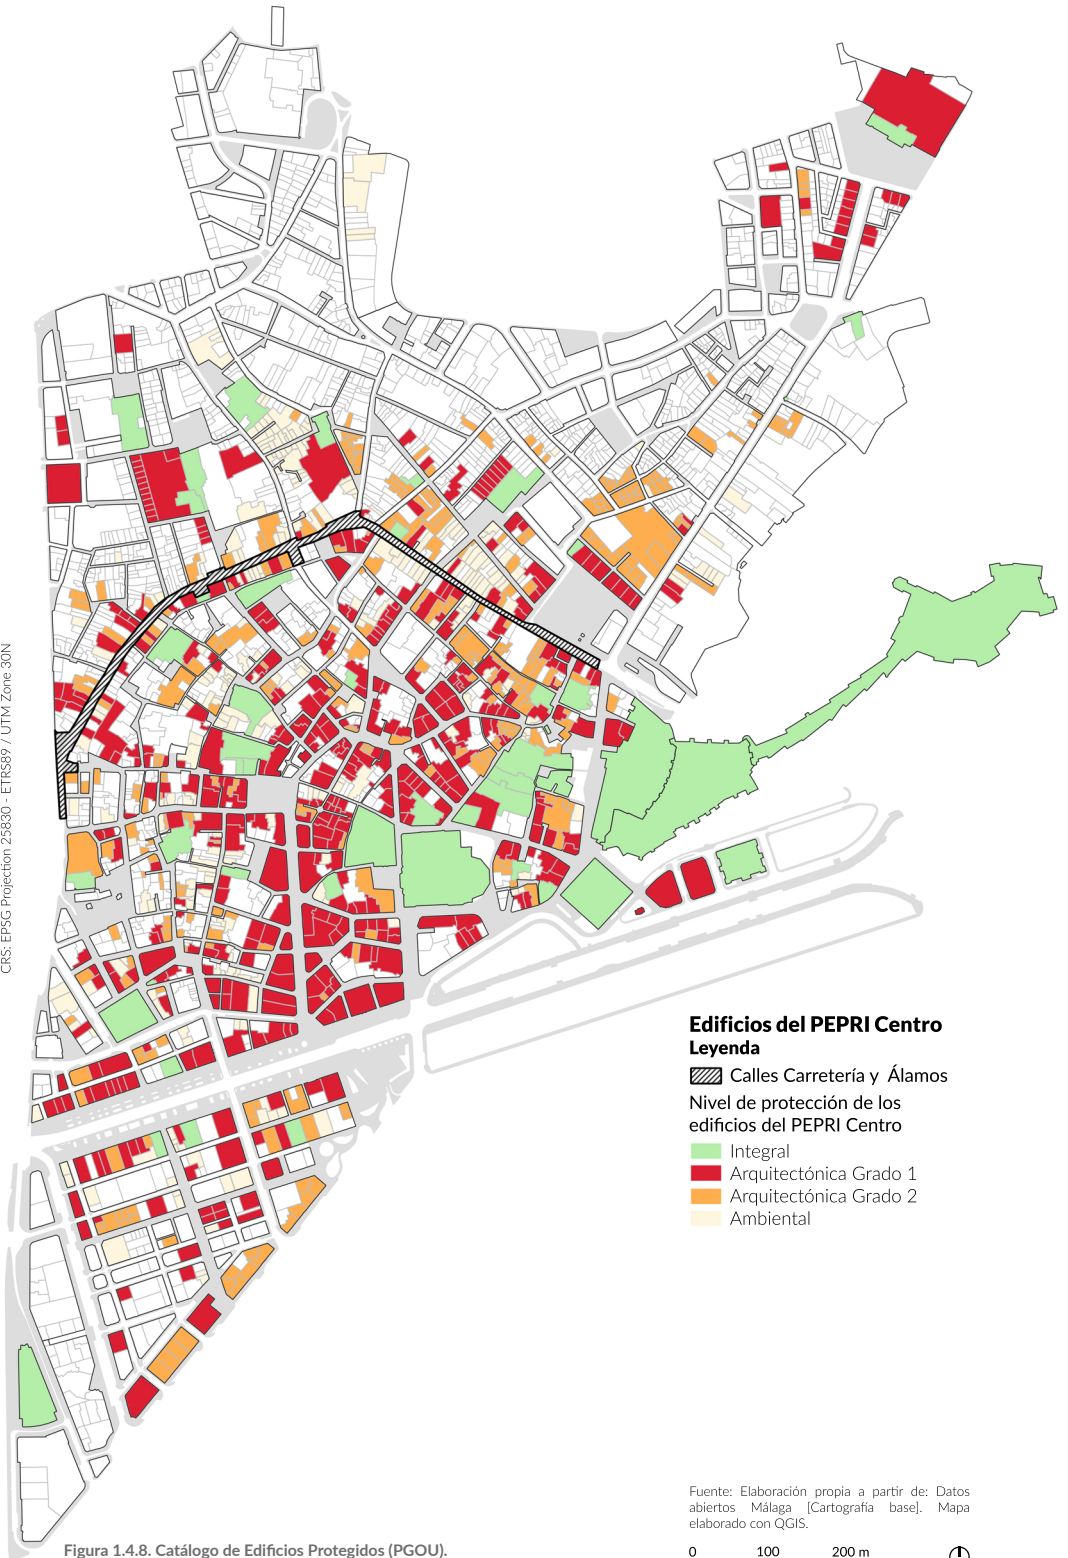 CRS: EPSG Projection 25830 - ETRS89 / UTM Zone 30N
Edificios del PEPRI Centro
Leyenda
Calles Carretería y Álamos
Nivel de protección de los
edificios del PEPRI Centro
Integral
Arquitectónica Grado 1
Arquitectónica Grado 2
Ambiental
Fuente: Elaboración propia a partir de: Datos
abiertos Málaga [Cartografía base]. Mapa
elaborado con QGIS.
0 100 200 m
Figura 1.4.8. Catálogo de Edificios Protegidos (PGOU).